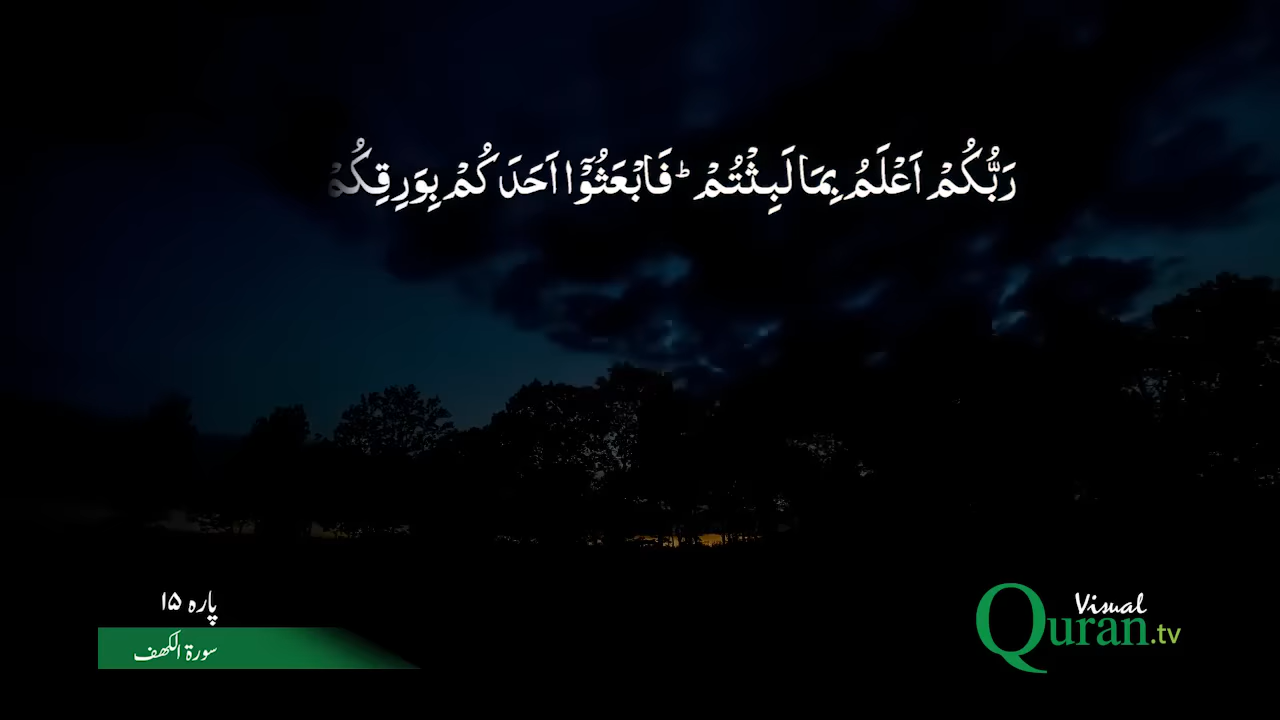 رَبُّكُمْ اَعْلَمُ بِمَا لَبِثْتُمْ ؕ فَابْعَثُوْۤا اَحَدَكُمْ بِوَرِقِكُمْ
پارہ ۱۵
سورۃ الکھف
Visual
Quran.tv